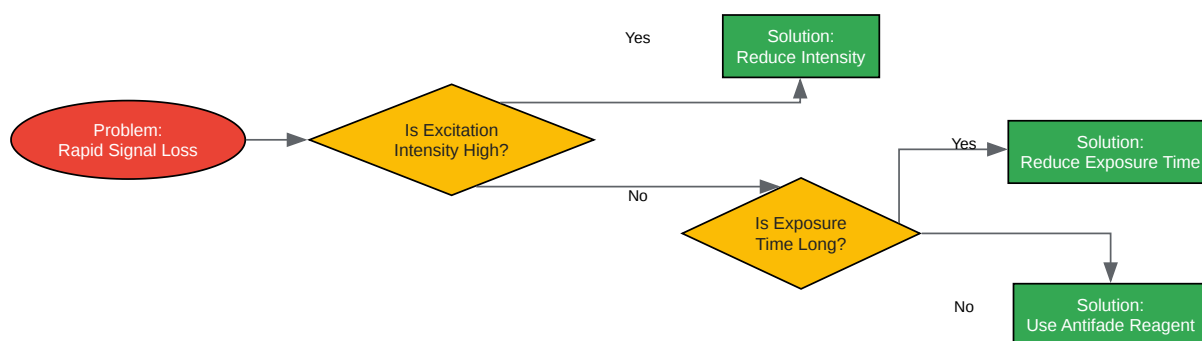 Problem:
Rapid Signal Loss
Is Excitation
Intensity High?
Yes
Solution:
Reduce Intensity
No
Is Exposure
Time Long?
Yes
Solution:
Reduce Exposure Time
No
Solution:
Use Antifade Reagent